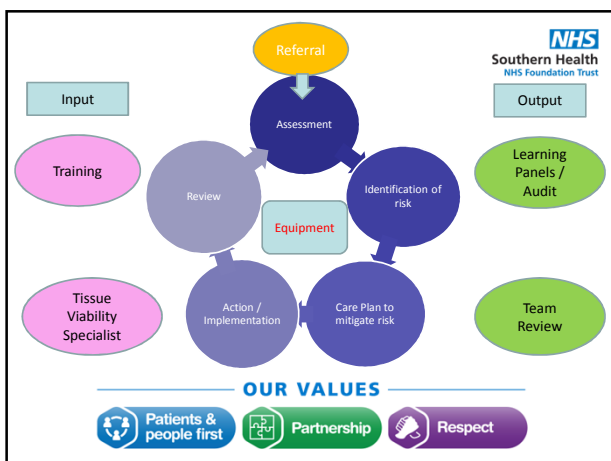 Referral
NHS
Southern Health
NHS Foundation Trust
Input
Output
Assessment
Training
Learning
Panels /
Audit
Review
Identification of
risk
Equipment
Tissue
Viability
Specialist
Action /
Implementation
Care Plan to
mitigate risk
Team
Review
OUR VALUES
Patients &
people first
Partnership
Respect